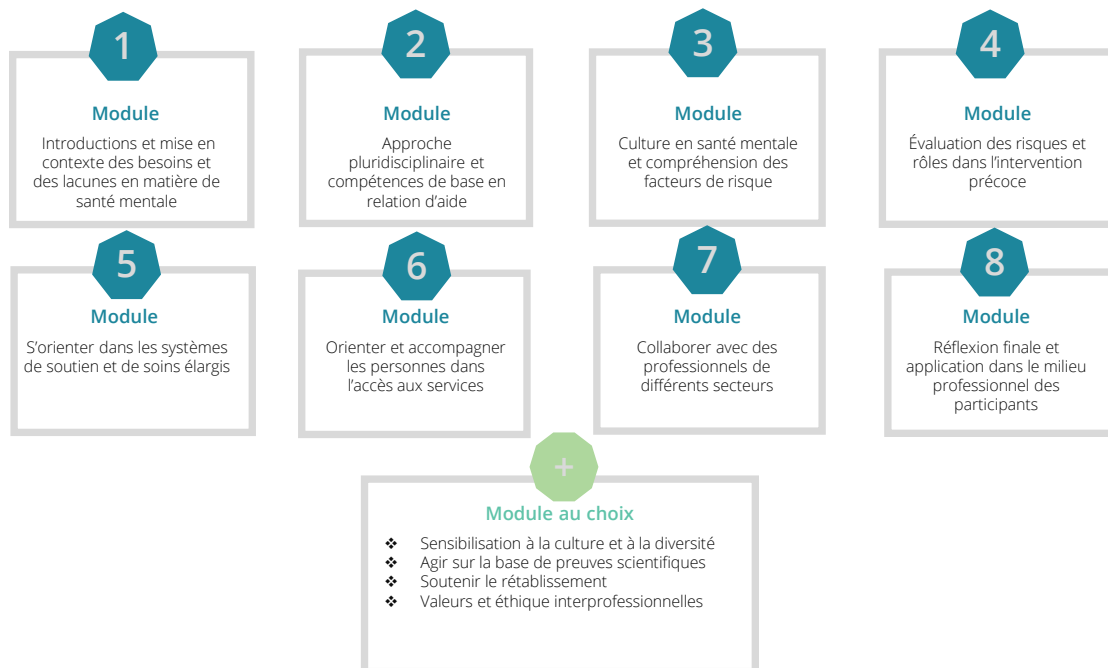 1
Module
Introductions et mise en
contexte des besoins et
des lacunes en matière de
santé mentale
2
Module
Approche
pluridisciplinaire et
compétences de base en
relation d'aide
3
Module
Culture en santé mentale
et compréhension des
facteurs de risque
4
Module
Évaluation des risques et
rôles dans l'intervention
précoce
5
Module
S'orienter dans les systèmes
de soutien et de soins élargis
6
Module
Orienter et accompagner
les personnes dans
l'accès aux services
7
Module
Collaborer avec des
professionnels de
différents secteurs
8
Module
Réflexion finale et
application dans le milieu
professionnel des
participants
+
Module au choix
❖ Sensibilisation à la culture et à la diversité
❖ Agir sur la base de preuves scientifiques
❖ Soutenir le rétablissement
❖ Valeurs et éthique interprofessionnelles